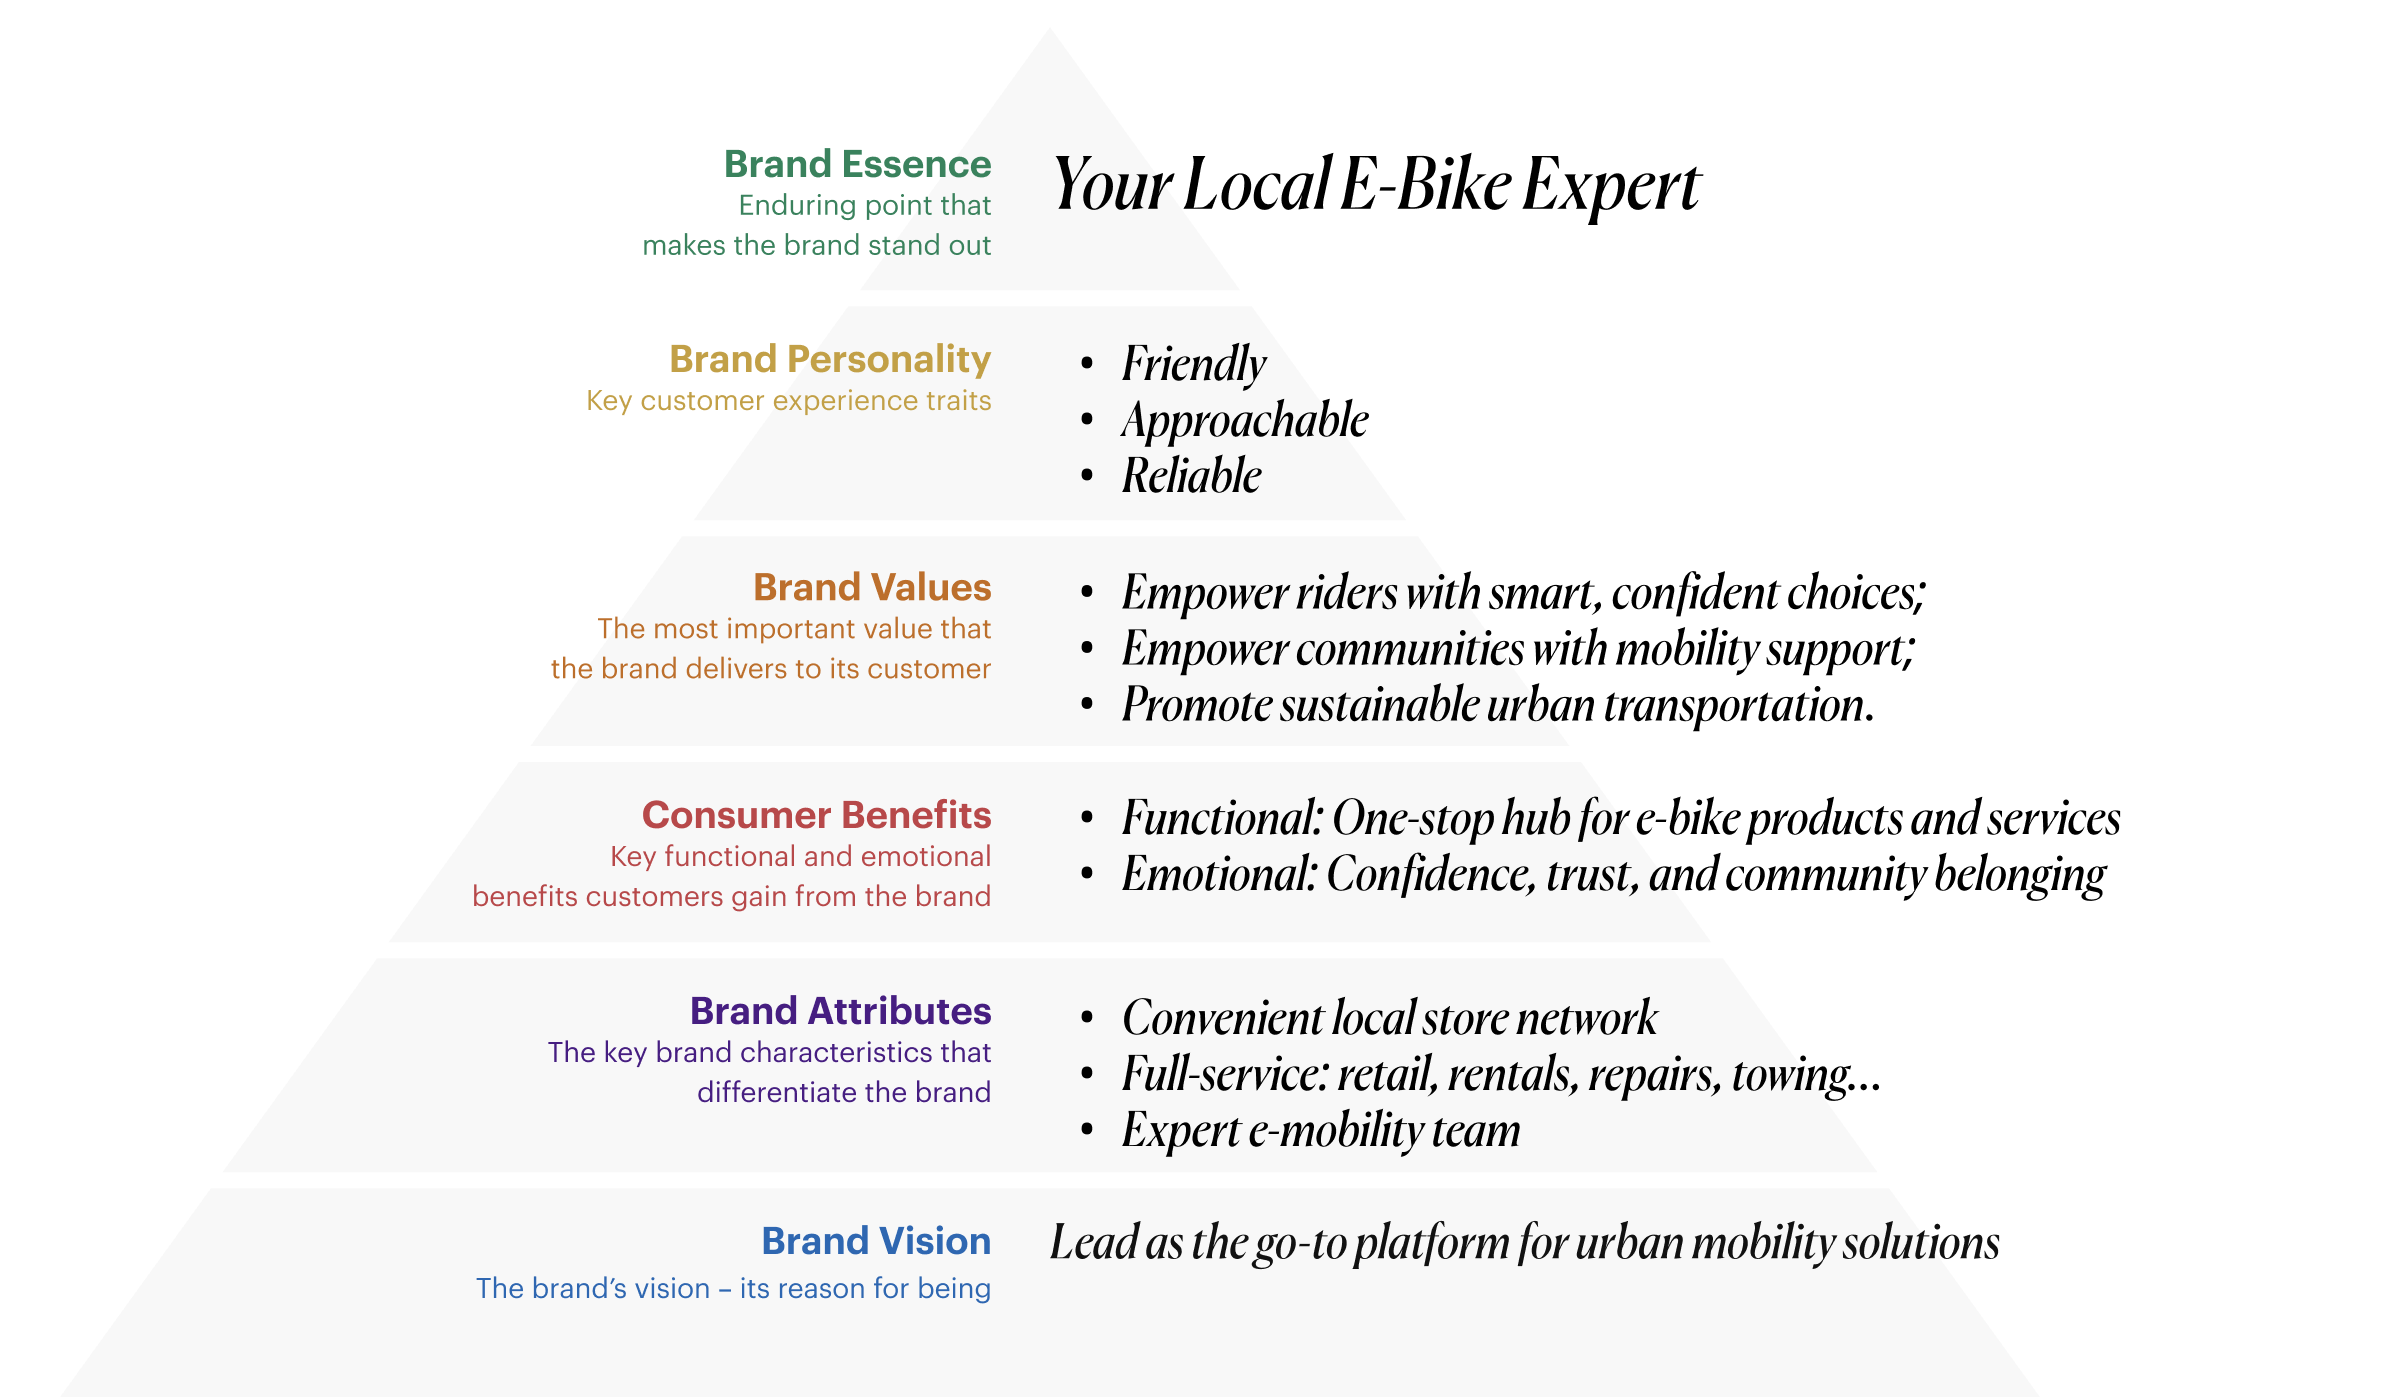 Brand Essence
Enduring point that
makes the brand stand out
Your Local E-Bike Expert
Brand Personality
Key customer experience traits
• Friendly
• Approachable
• Reliable
Brand Values
The most important value that
the brand delivers to its customer
• Empower riders with smart, confident choices;
• Empower communities with mobility support;
• Promote sustainable urban transportation.
Consumer Benefits
Key functional and emotional
benefits customers gain from the brand
• Functional: One-stop hub for e-bike products and services
• Emotional: Confidence, trust, and community belonging
Brand Attributes
The key brand characteristics that
differentiate the brand
• Convenient local store network
• Full-service: retail, rentals, repairs, towing...
• Expert e-mobility team
Brand Vision
The brand’s vision – its reason for being
Lead as the go-to platform for urban mobility solutions